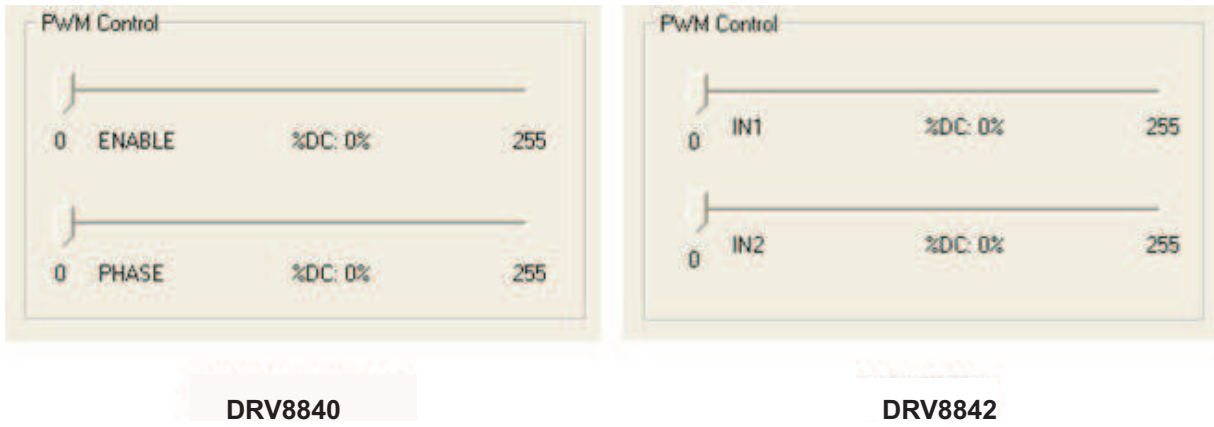 PWM Control
0 ENABLE %DC: 0% 255
0 PHASE %DC: 0% 255
DRV8840
PWM Control
0 IN1 %DC: 0% 255
0 IN2 %DC: 0% 255
DRV8842